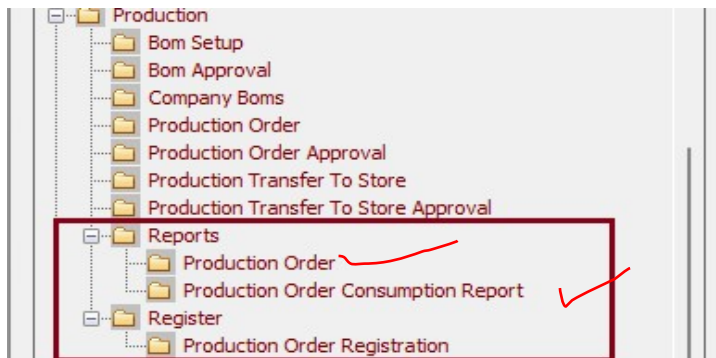 Production
Bom Setup
Bom Approval
Company Boms
Production Order
Production Order Approval
Production Transfer To Store
Production Transfer To Store Approval
Reports
Production Order
Production Order Consumption Report
Register
Production Order Registration